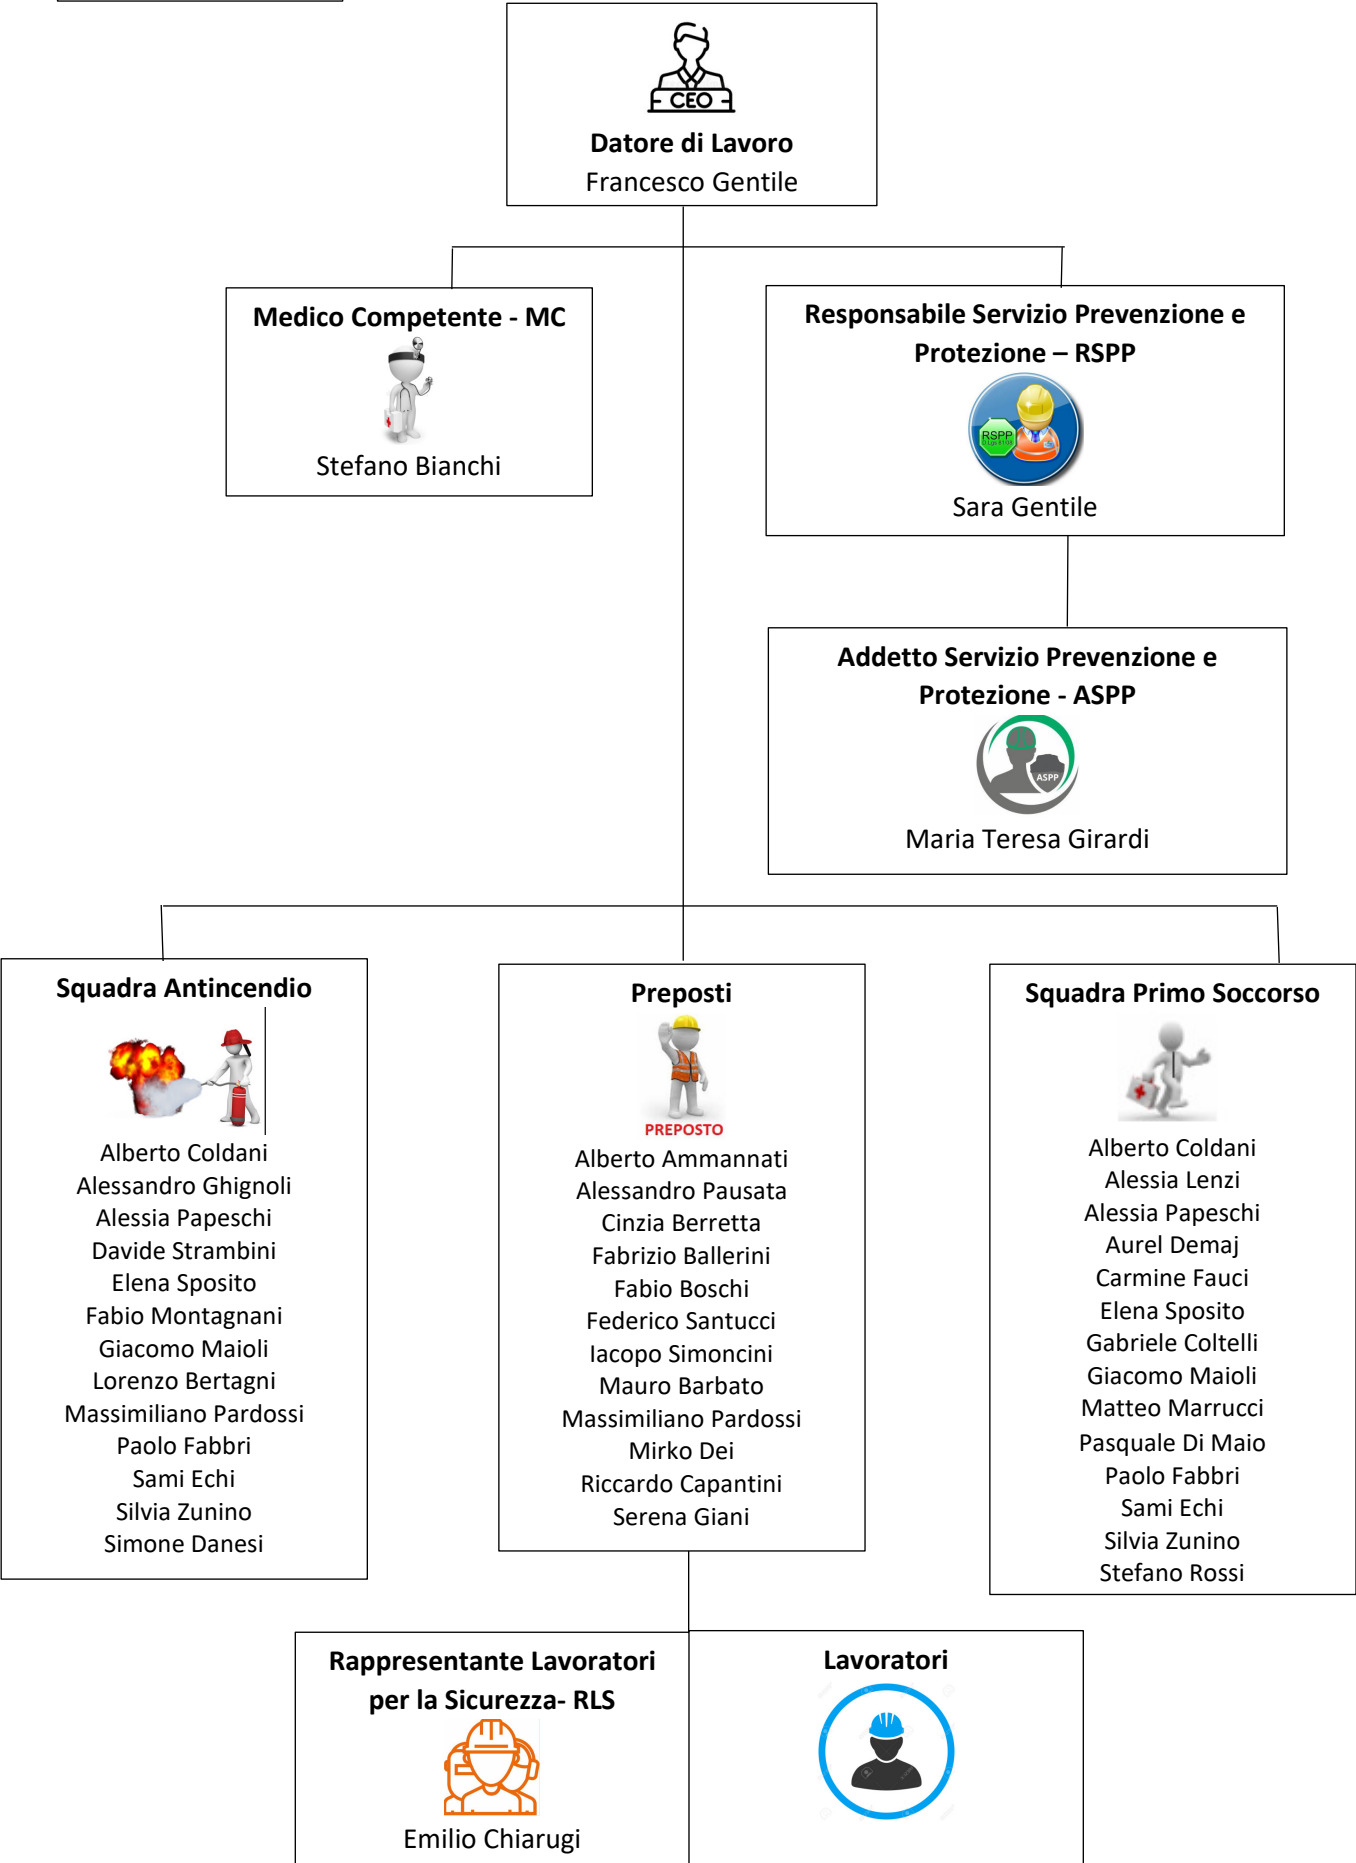 CEO
Datore di Lavoro
Francesco Gentile
Medico Competente - MC
Stefano Bianchi
Responsabile Servizio Prevenzione e
Protezione – RSPP
RSPP
Sara Gentile
Addetto Servizio Prevenzione e
Protezione - ASPP
ASPP
Maria Teresa Girardi
Squadra Antincendio
Alberto Coldani
Alessandro Ghignoli
Alessia Papeschi
Davide Strambini
Elena Sposito
Fabio Montagnani
Giacomo Maioli
Lorenzo Bertagni
Massimiliano Pardossi
Paolo Fabbri
Sami Echi
Silvia Zunino
Simone Danesi
Preposti
PREPOSTO
Alberto Ammannati
Alessandro Pausata
Cinzia Berretta
Fabrizio Ballerini
Fabio Boschi
Federico Santucci
Iacopo Simoncini
Mauro Barbato
Massimiliano Pardossi
Mirko Dei
Riccardo Capantini
Serena Giani
Squadra Primo Soccorso
Alberto Coldani
Alessia Lenzi
Alessia Papeschi
Aurel Demaj
Carmine Fauci
Elena Sposito
Gabriele Coltelli
Giacomo Maioli
Matteo Marrucci
Pasquale Di Maio
Paolo Fabbri
Sami Echi
Silvia Zunino
Stefano Rossi
Rappresentante Lavoratori
per la Sicurezza- RLS
Emilio Chiarugi
Lavoratori